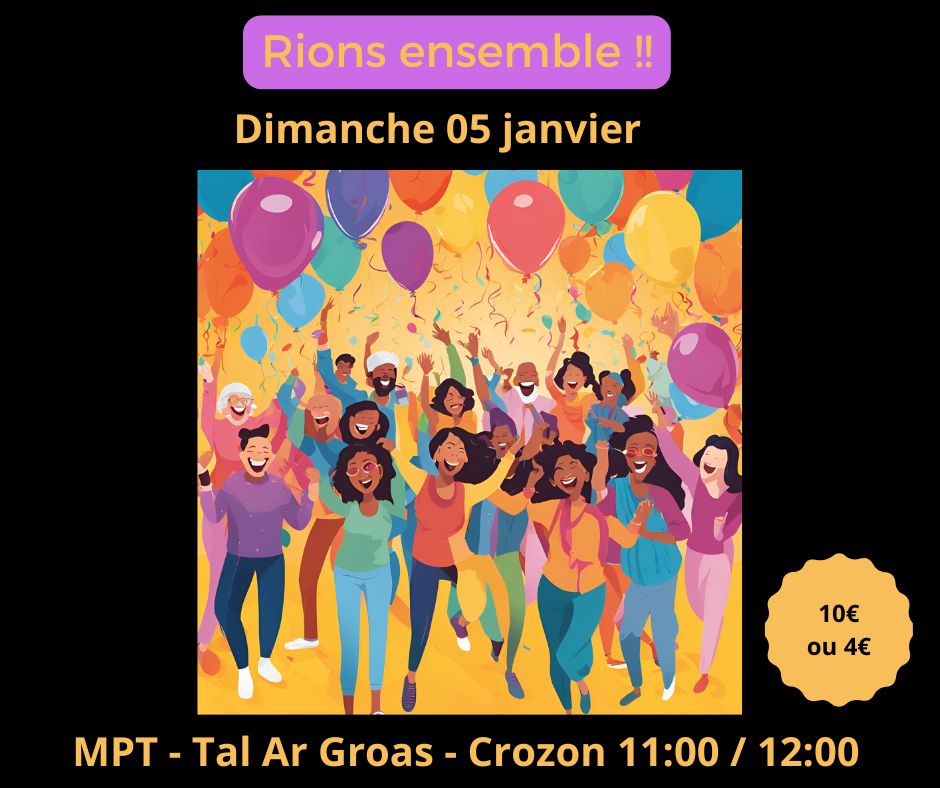 Rions ensemble !!
Dimanche 05 janvier
10€
ou 4€
MPT - Tal Ar Groas - Crozon 11:00 / 12:00